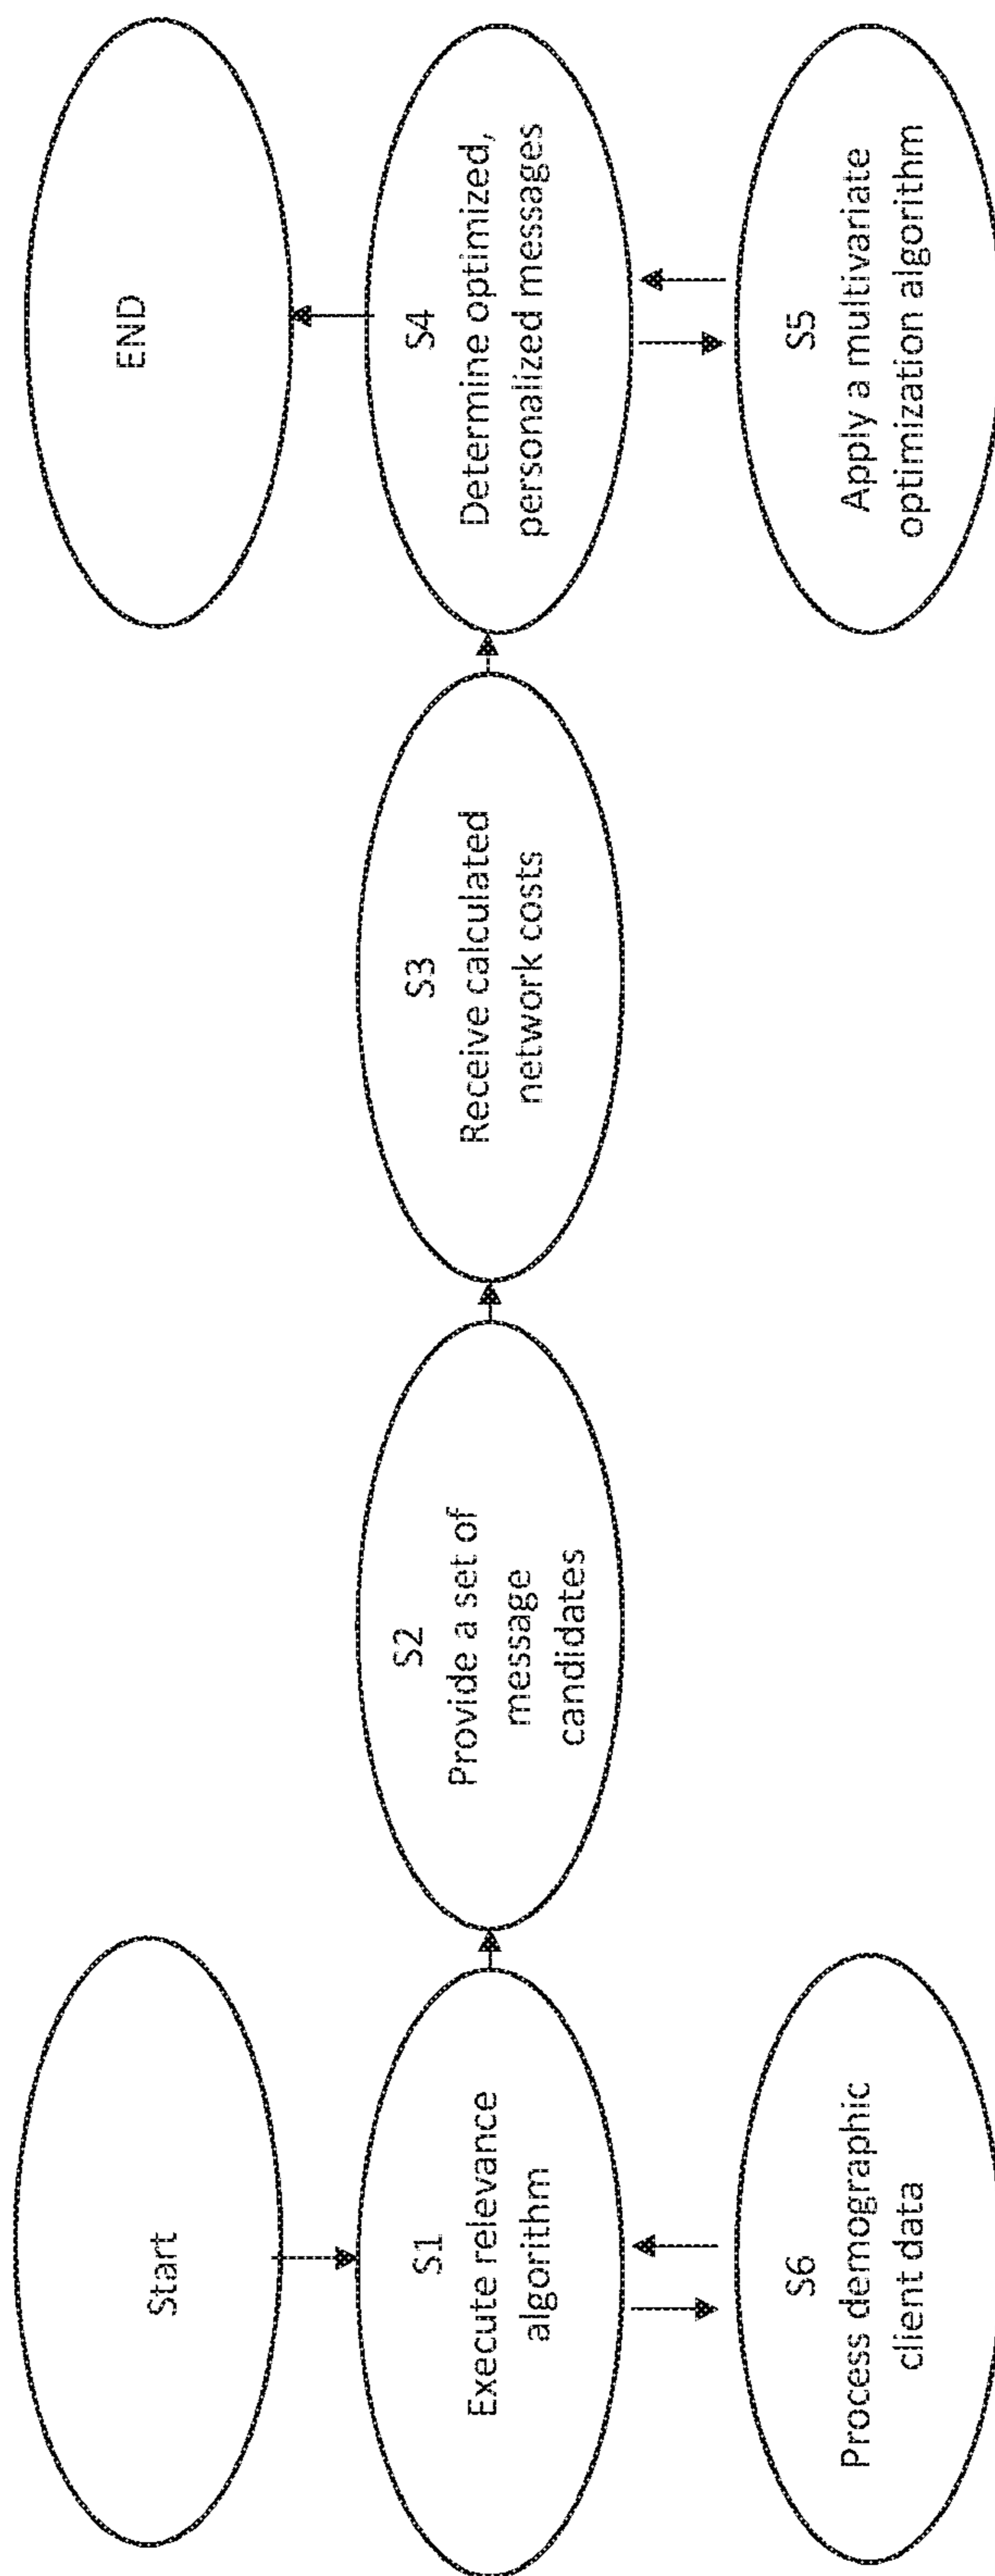 Start
S1
Execute relevance
algorithm
S6
Process demographic
client data
S2
Provide a set of
message
candidates
S3
Receive calculated
network costs
END
S4
Determine optimized,
personalized messages
S5
Apply a multivariate
optimization algorithm